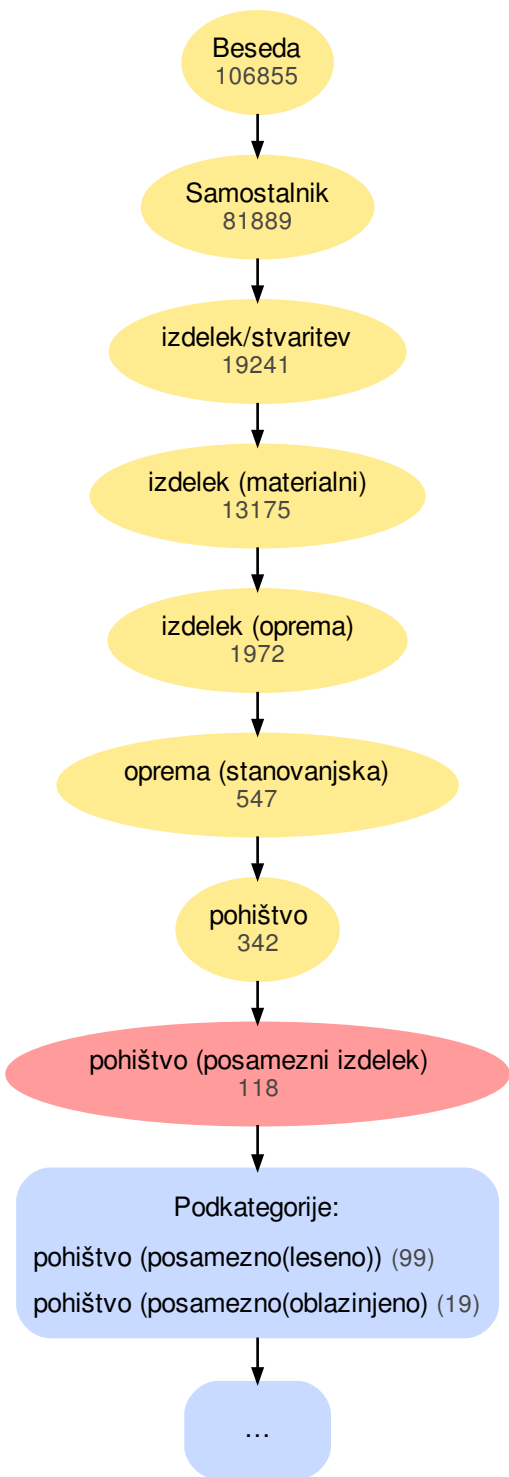 Beseda
106855
Samostalnik
81889
izdelek/stvaritev
19241
izdelek (materialni)
13175
izdelek (oprema)
1972
oprema (stanovanjska)
547
pohištvo
342
pohištvo (posamezni izdelek)
118
Podkategorije:
pohištvo (posamezno(leseno)) (99)
pohištvo (posamezno(oblazinjeno) (19)
...